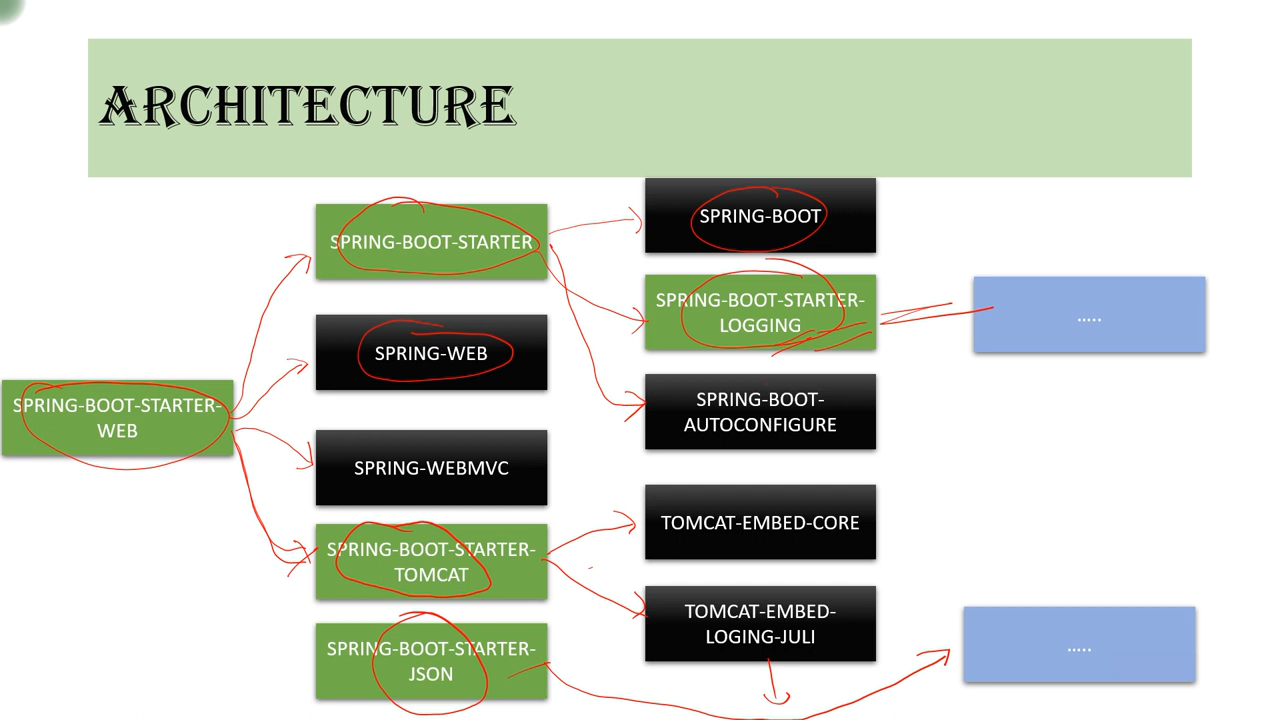 ARCHITECTURE
SPRING-BOOT-STARTER-
WEB
SPRING-BOOT-STARTER
SPRING-WEB
SPRING-WEBMVC
SPRING-BOOT-STARTER-
TOMCAT
SPRING-BOOT-STARTER-
JSON
SPRING-BOOT
SPRING-BOOT-STARTER-
LOGGING
SPRING-BOOT-
AUTOCONFIGURE
TOMCAT-EMBED-CORE
TOMCAT-EMBED-
LOGING-JULI
.....
.....